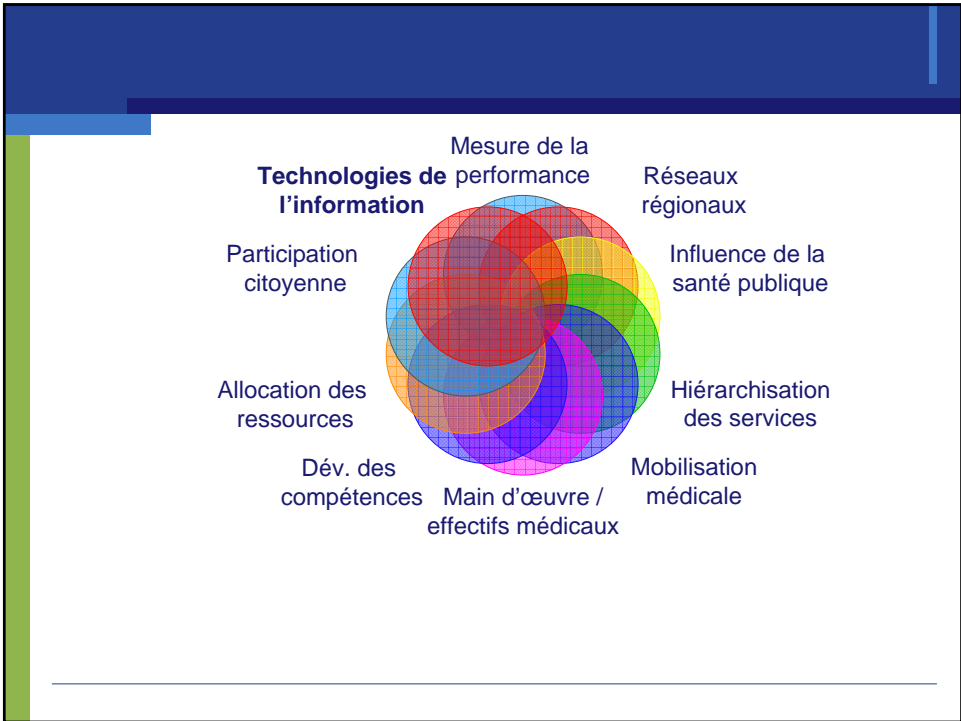 Mesure de la
performance
Technologies de
l'information
Réseaux
régionaux
Participation
citoyenne
Influence de la
santé publique
Allocation des
ressources
Hiérarchisation
des services
Dév. des
compétences
Main d'œuvre /
effectifs médicaux
Mobilisation
médicale